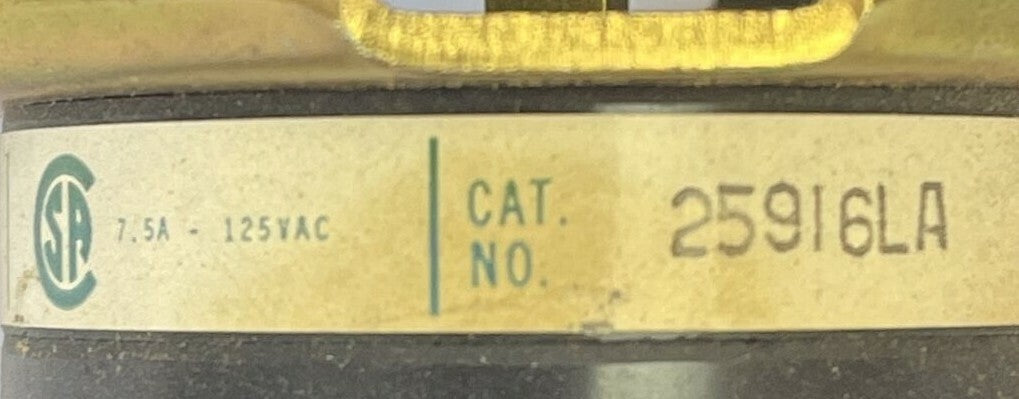 CSA 7.5A - 125VAC
CAT.
NO. 25916LA